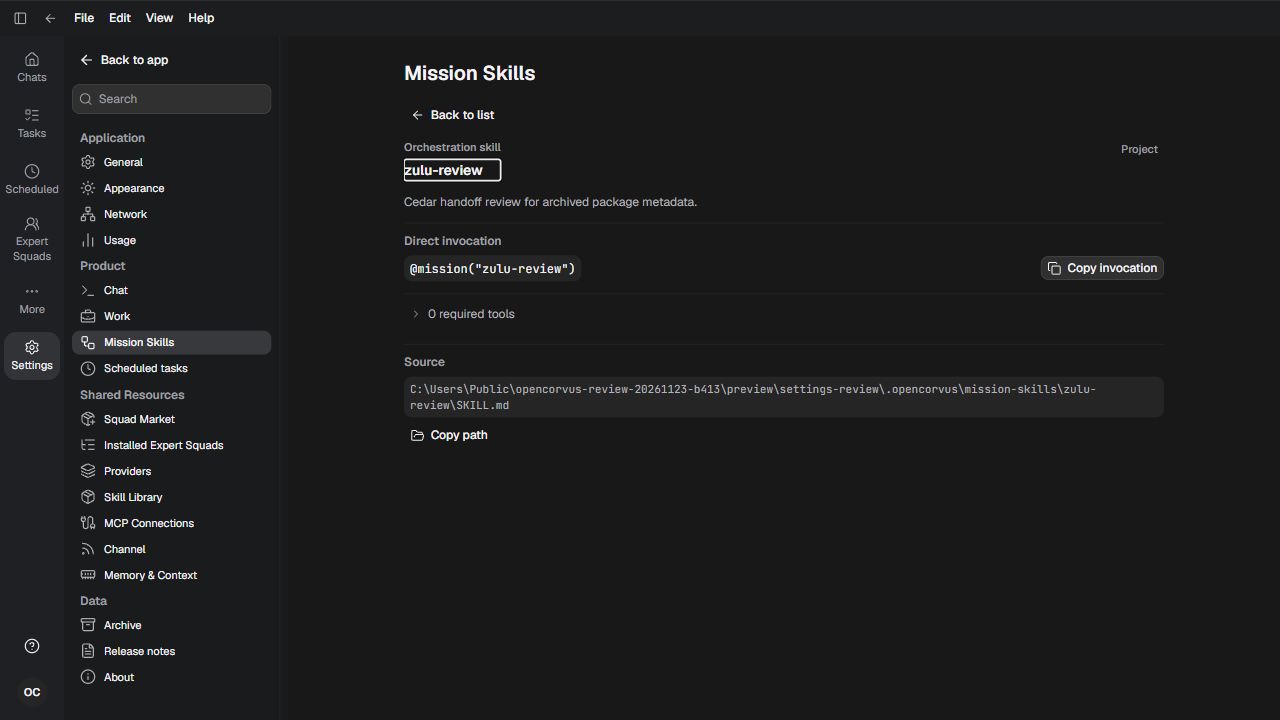 File Edit View Help
Chats
Tasks
Scheduled
Expert
Squads
More
Settings
OC
Back to app
Search
Application
General
Appearance
Network
Usage
Product
Chat
Work
Mission Skills
Scheduled tasks
Shared Resources
Squad Market
Installed Expert Squads
Providers
Skill Library
MCP Connections
Channel
Memory & Context
Data
Archive
Release notes
About
Mission Skills
Back to list
Orchestration skill
Project
zulu-review
Cedar handoff review for archived package metadata.
Direct invocation
@mission("zulu-review")
Copy invocation
0 required tools
Source
C:\Users\Public\opencorvus-review-20261123-b413\preview\settings-review\.opencorvus\mission-skills\zulu-
review\SKILL.md
Copy path